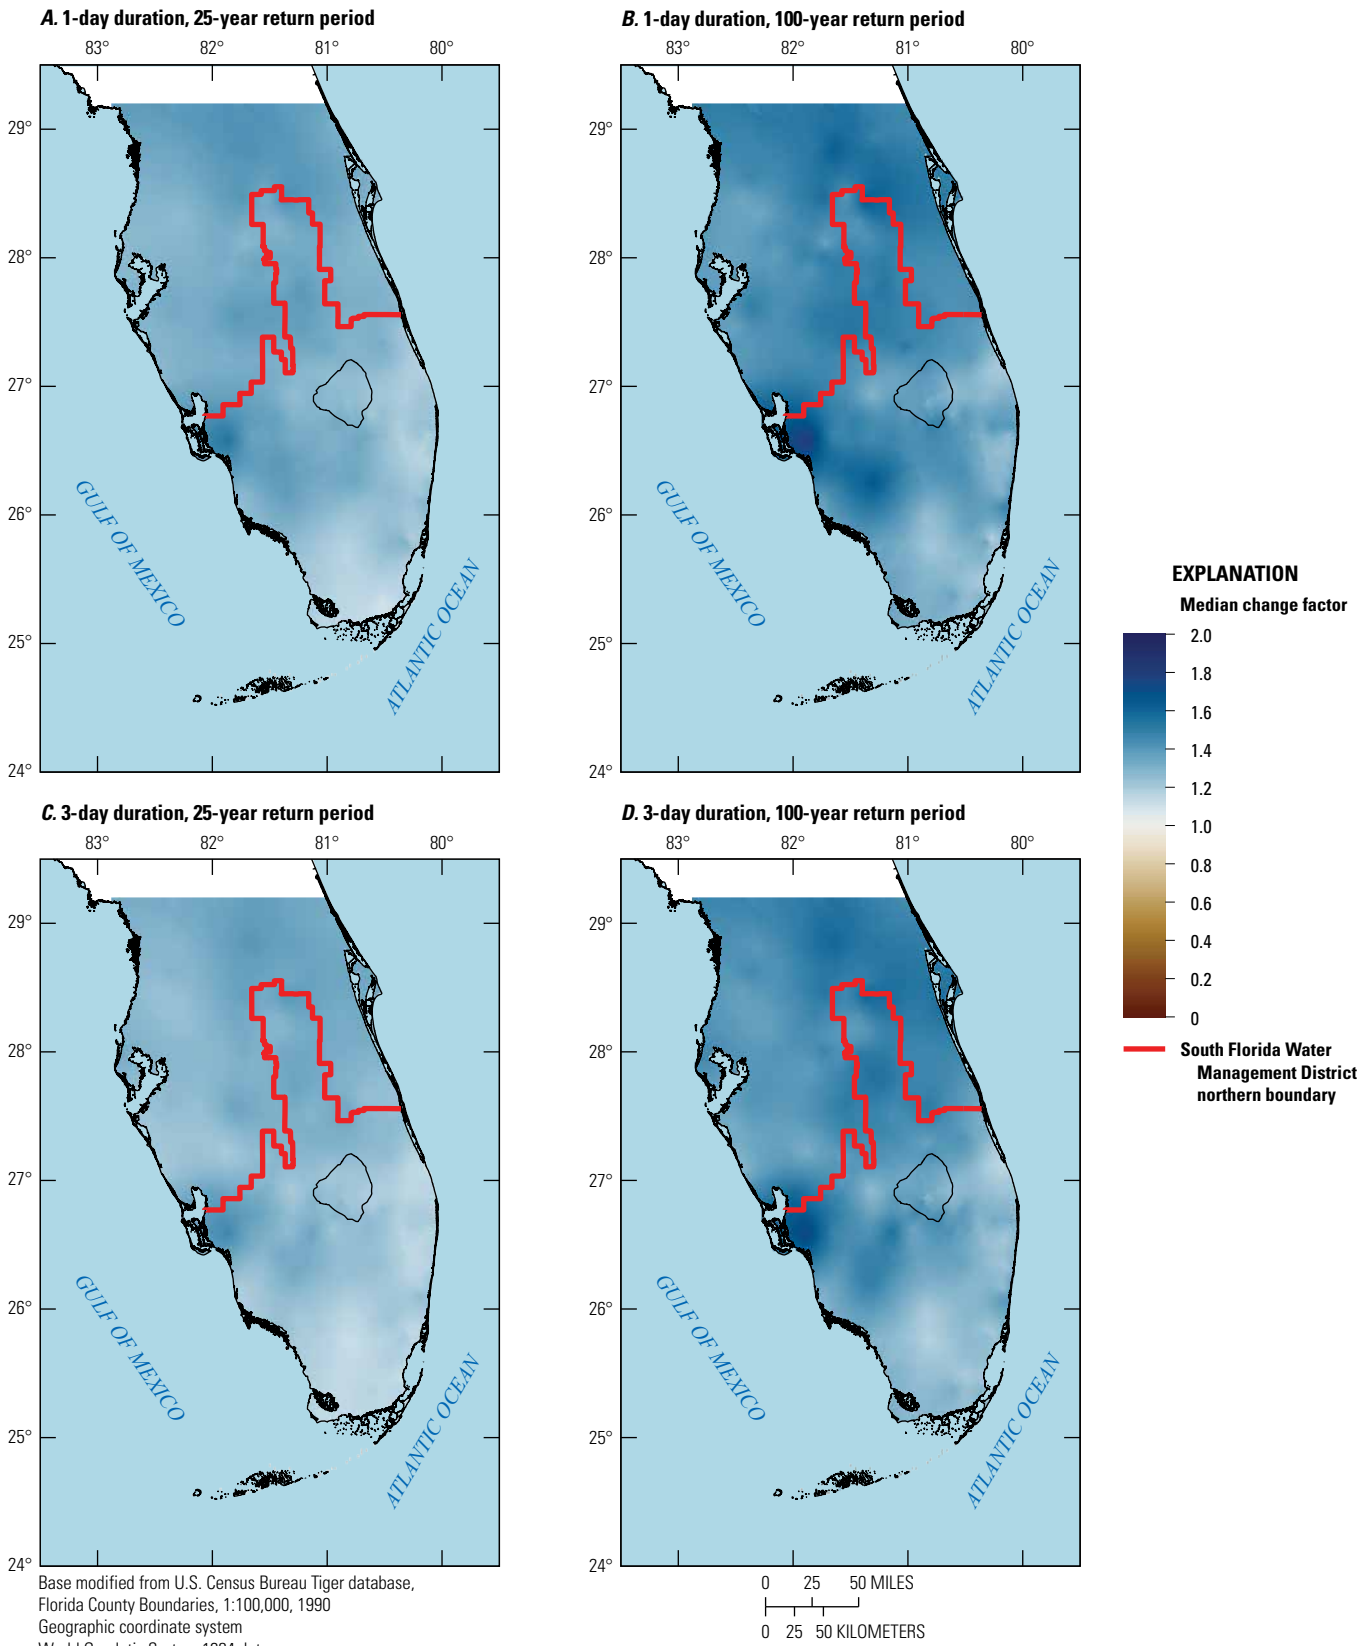 A. 1-day duration, 25-year return period
83° 82° 81° 80°
29°
28°
27°
26°
25°
24°
GULF OF MEXICO
ATLANTIC OCEAN
B. 1-day duration, 100-year return period
83° 82° 81° 80°
29°
28°
27°
26°
25°
24°
GULF OF MEXICO
ATLANTIC OCEAN
C. 3-day duration, 25-year return period
83° 82° 81° 80°
29°
28°
27°
26°
25°
24°
GULF OF MEXICO
ATLANTIC OCEAN
D. 3-day duration, 100-year return period
83° 82° 81° 80°
29°
28°
27°
26°
25°
24°
GULF OF MEXICO
ATLANTIC OCEAN
EXPLANATION
Median change factor
2.0
1.8
1.6
1.4
1.2
1.0
0.8
0.6
0.4
0.2
0
South Florida Water
Management District
northern boundary
Base modified from U.S. Census Bureau Tiger database,
Florida County Boundaries, 1:100,000, 1990
Geographic coordinate system
0 25 50 MILES
0 25 50 KILOMETERS